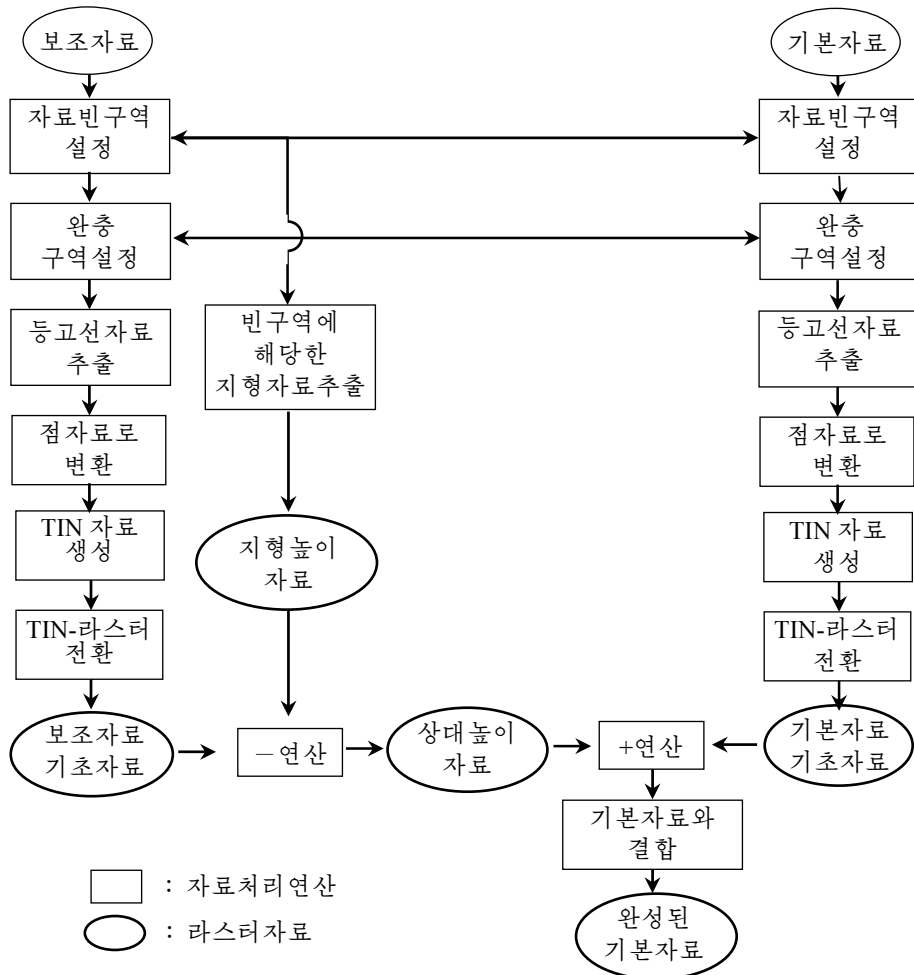 보조자료
자료빈구역
설정
완충
구역설정
등고선자료
추출
점자료로
변환
TIN 자료
생성
TIN-라스터
전환
보조자료
기초자료
빈구역에
해당한
지형자료추출
지형높이
자료
－연산
상대높이
자료
기본자료
자료빈구역
설정
완충
구역설정
등고선자료
추출
점자료로
변환
TIN 자료
생성
TIN-라스터
전환
기본자료
기초자료
+연산
기본자료와
결합
완성된
기본자료
: 자료처리연산
: 라스터자료